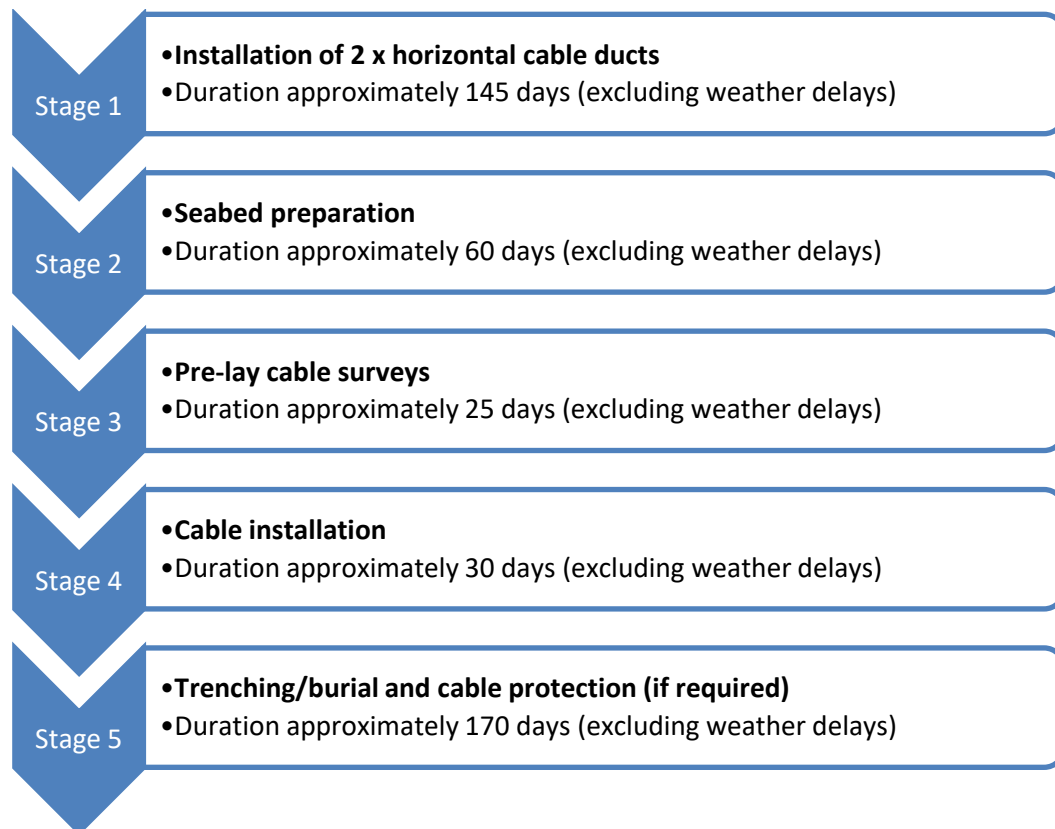 Stage 1
•Installation of 2 x horizontal cable ducts
•Duration approximately 145 days (excluding weather delays)
Stage 2
•Seabed preparation
•Duration approximately 60 days (excluding weather delays)
Stage 3
•Pre-lay cable surveys
•Duration approximately 25 days (excluding weather delays)
Stage 4
•Cable installation
•Duration approximately 30 days (excluding weather delays)
Stage 5
•Trenching/burial and cable protection (if required)
•Duration approximately 170 days (excluding weather delays)